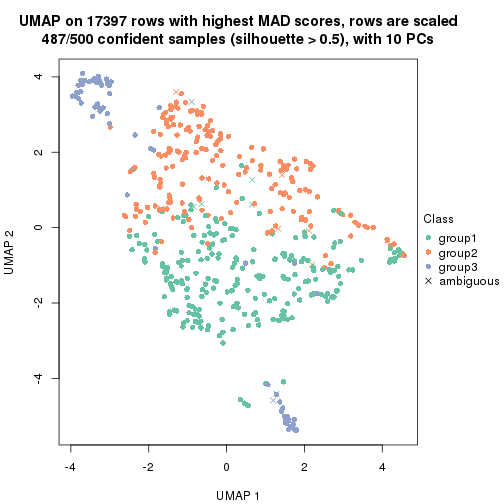 UMAP on 17397 rows with highest MAD scores, rows are scaled
487/500 confident samples (silhouette > 0.5), with 10 PCs
4
2
0
-2
-4
UMAP 2
-4
-2
0
2
4
UMAP 1
Class
group1
group2
group3
ambiguous